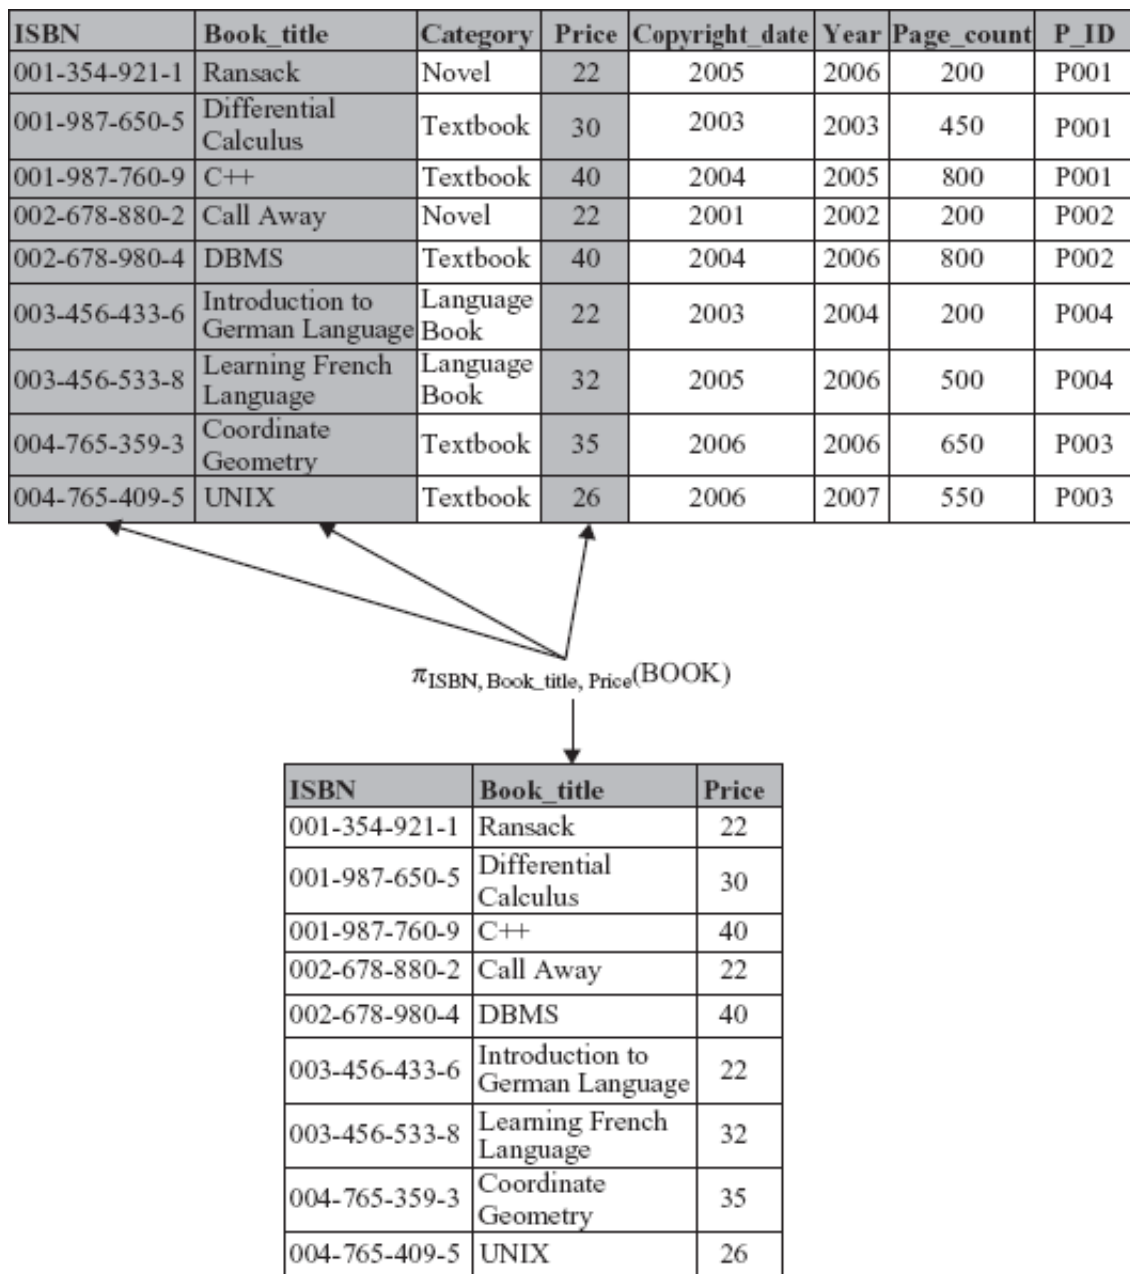 ISBN Book_title Category Price Copyright_date Year Page_count P_ID
001-354-921-1 Ransack Novel 22 2005 2006 200 P001
001-987-650-5 Differential Calculus Textbook 30 2003 2003 450 P001
001-987-760-9 C++ Textbook 40 2004 2005 800 P001
002-678-880-2 Call Away Novel 22 2001 2002 200 P002
002-678-980-4 DBMS Textbook 40 2004 2006 800 P002
003-456-433-6 Introduction to German Language Language Book 22 2003 2004 200 P004
003-456-533-8 Learning French Language Language Book 32 2005 2006 500 P004
004-765-359-3 Coordinate Geometry Textbook 35 2006 2006 650 P003
004-765-409-5 UNIX Textbook 26 2006 2007 550 P003
πISBN, Book_title, Price(BOOK)
ISBN Book_title Price
001-354-921-1 Ransack 22
001-987-650-5 Differential Calculus 30
001-987-760-9 C++ 40
002-678-880-2 Call Away 22
002-678-980-4 DBMS 40
003-456-433-6 Introduction to German Language 22
003-456-533-8 Learning French Language 32
004-765-359-3 Coordinate Geometry 35
004-765-409-5 UNIX 26